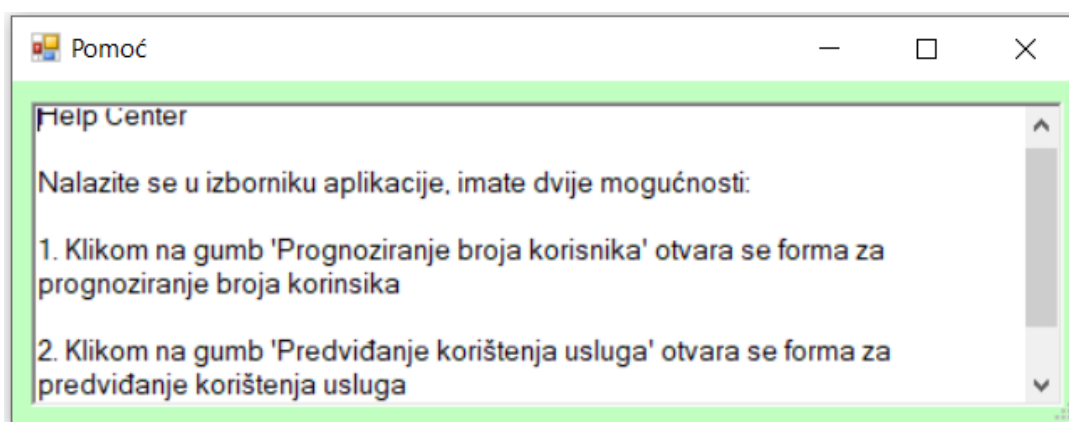 Pomoć
Help Center
Nalazite se u izborniku aplikacije, imate dvije mogućnosti:
1. Klikom na gumb 'Prognoziranje broja korisnika' otvara se forma za
prognoziranje broja korinsika
2. Klikom na gumb 'Predviđanje korištenja usluga' otvara se forma za
predviđanje korištenja usluga